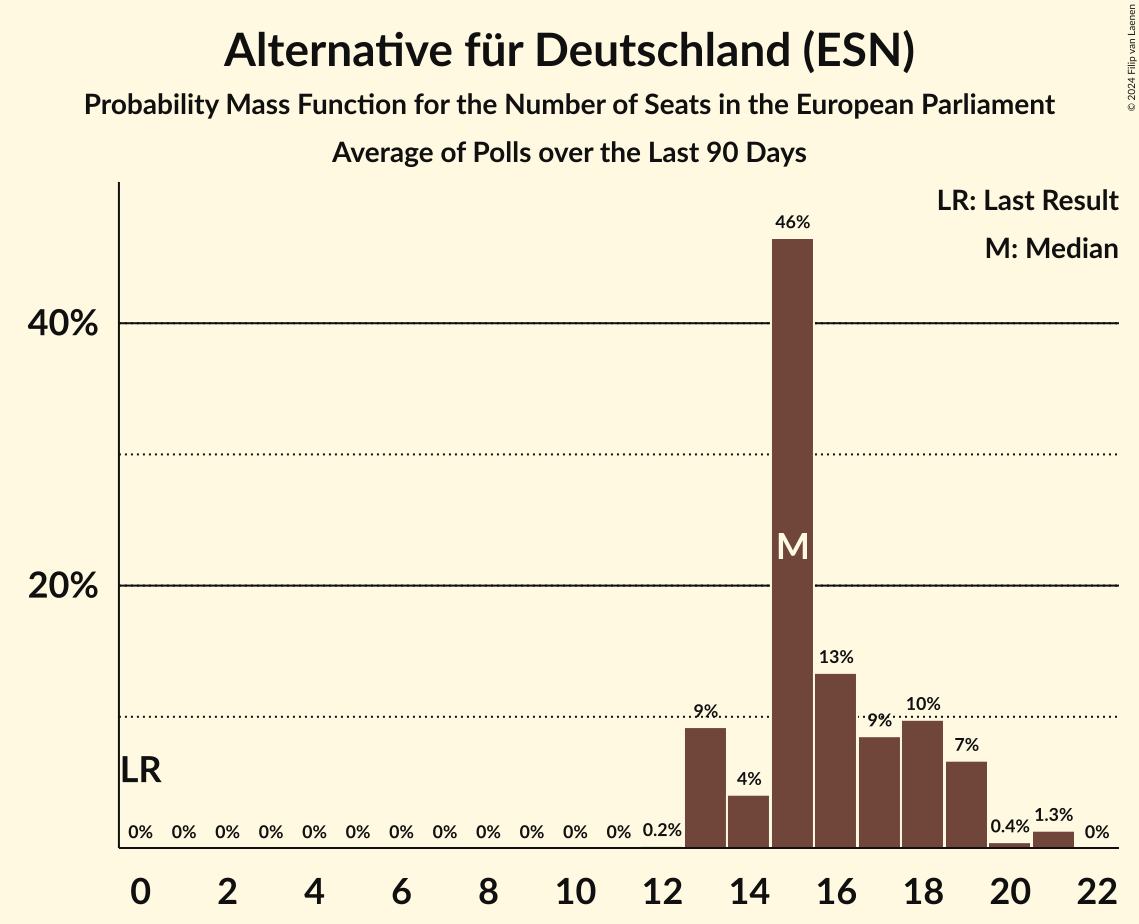 Alternative für Deutschland (ESN)
Probability Mass Function for the Number of Seats in the European Parliament
Average of Polls over the Last 90 Days
© 2024 Filip van Laenen
LR: Last Result
M: Median
46%
40%
M
20%
13%
9%
9%
10%
7%
4%
LR
0% 0% 0% 0% 0% 0% 0% 0% 0% 0% 0% 0% 0.2% 0.4% 1.3% 0%
0 2 4 6 8 10 12 14 16 18 20 22